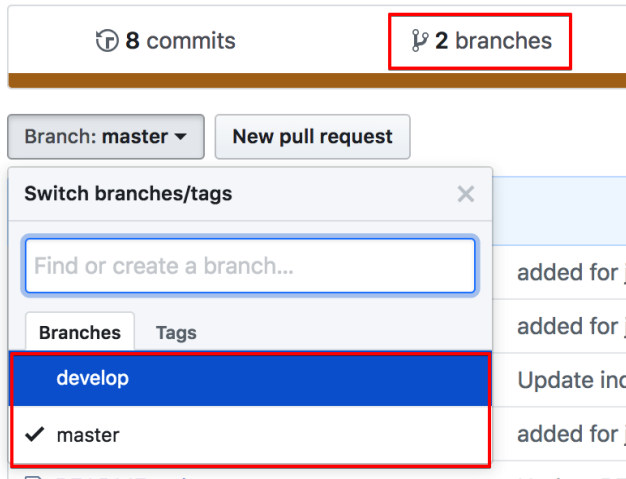 8 commits
2 branches
Branch: master
New pull request
Switch branches/tags
Find or create a branch...
added for
Branches
Tags
added for
develop
Update
master
added for